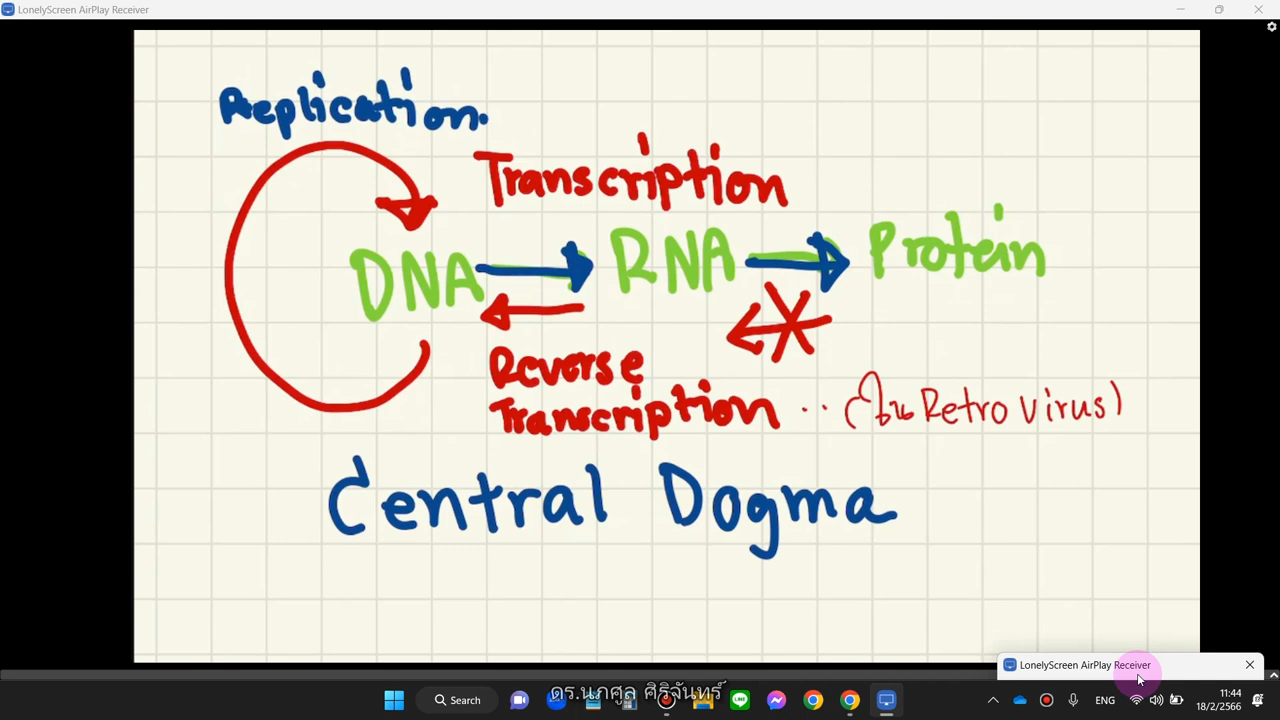 LonelyScreen AirPlay Receiver
Replication.
Transcription
DNA RNA Protein
Reverse
Transcription .. (ใน Retro virus)
Central Dogma
LonelyScreen AirPlay Receiver
Search
ดร.นภศูล ศิริจันทร์
ENG
11:44
18/2/2566